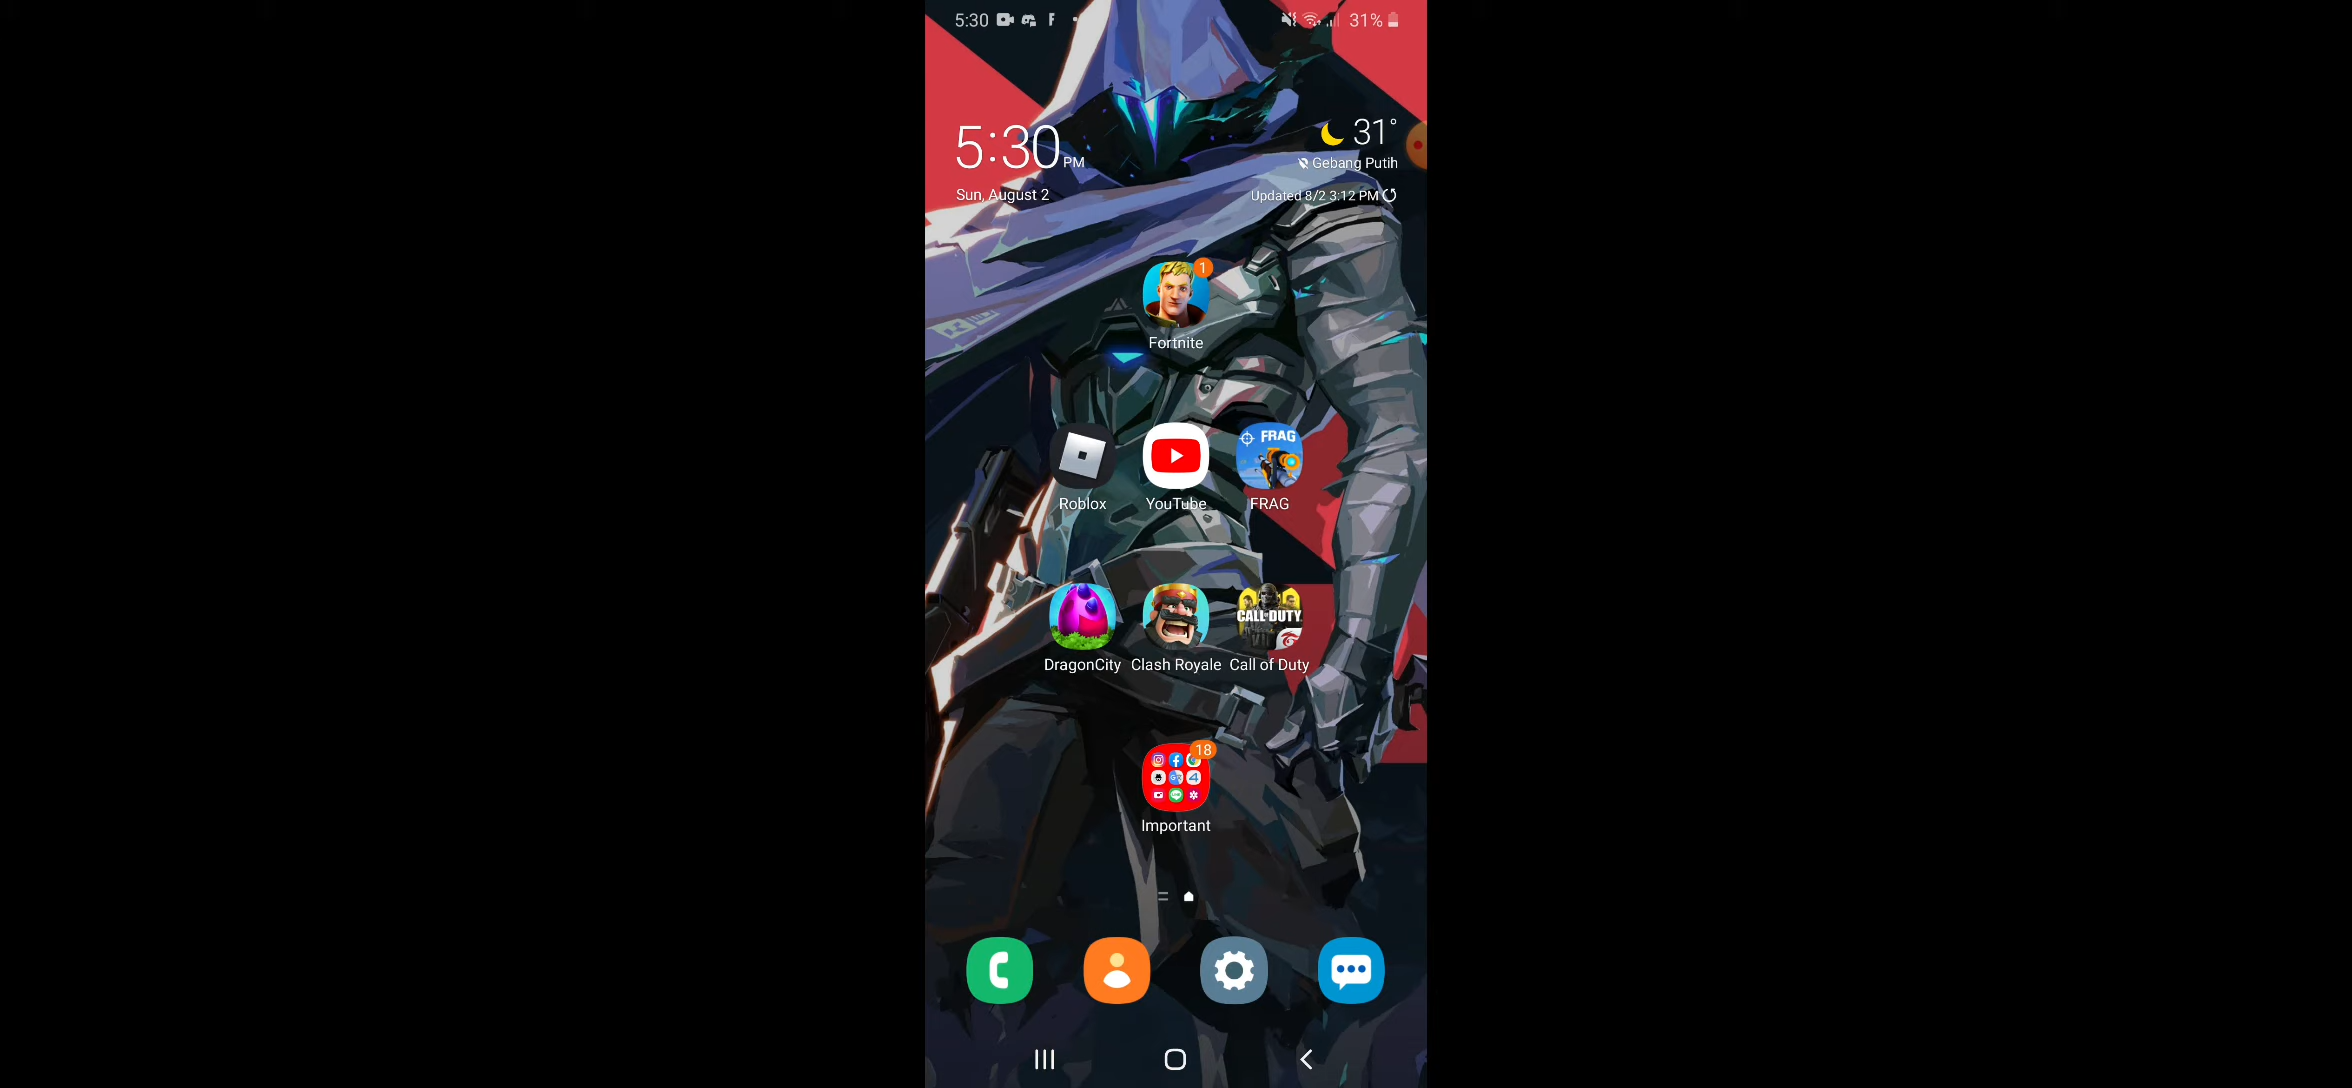 5:30
31%
5:30 PM
31°
Gebang Putih
Sun, August 2
Updated 8/2 3:12 PM
1
Fortnite
FRAG
Roblox
YouTube
FRAG
CALL OF DUTY
DragonCity
Clash Royale
Call of Duty
18
Important